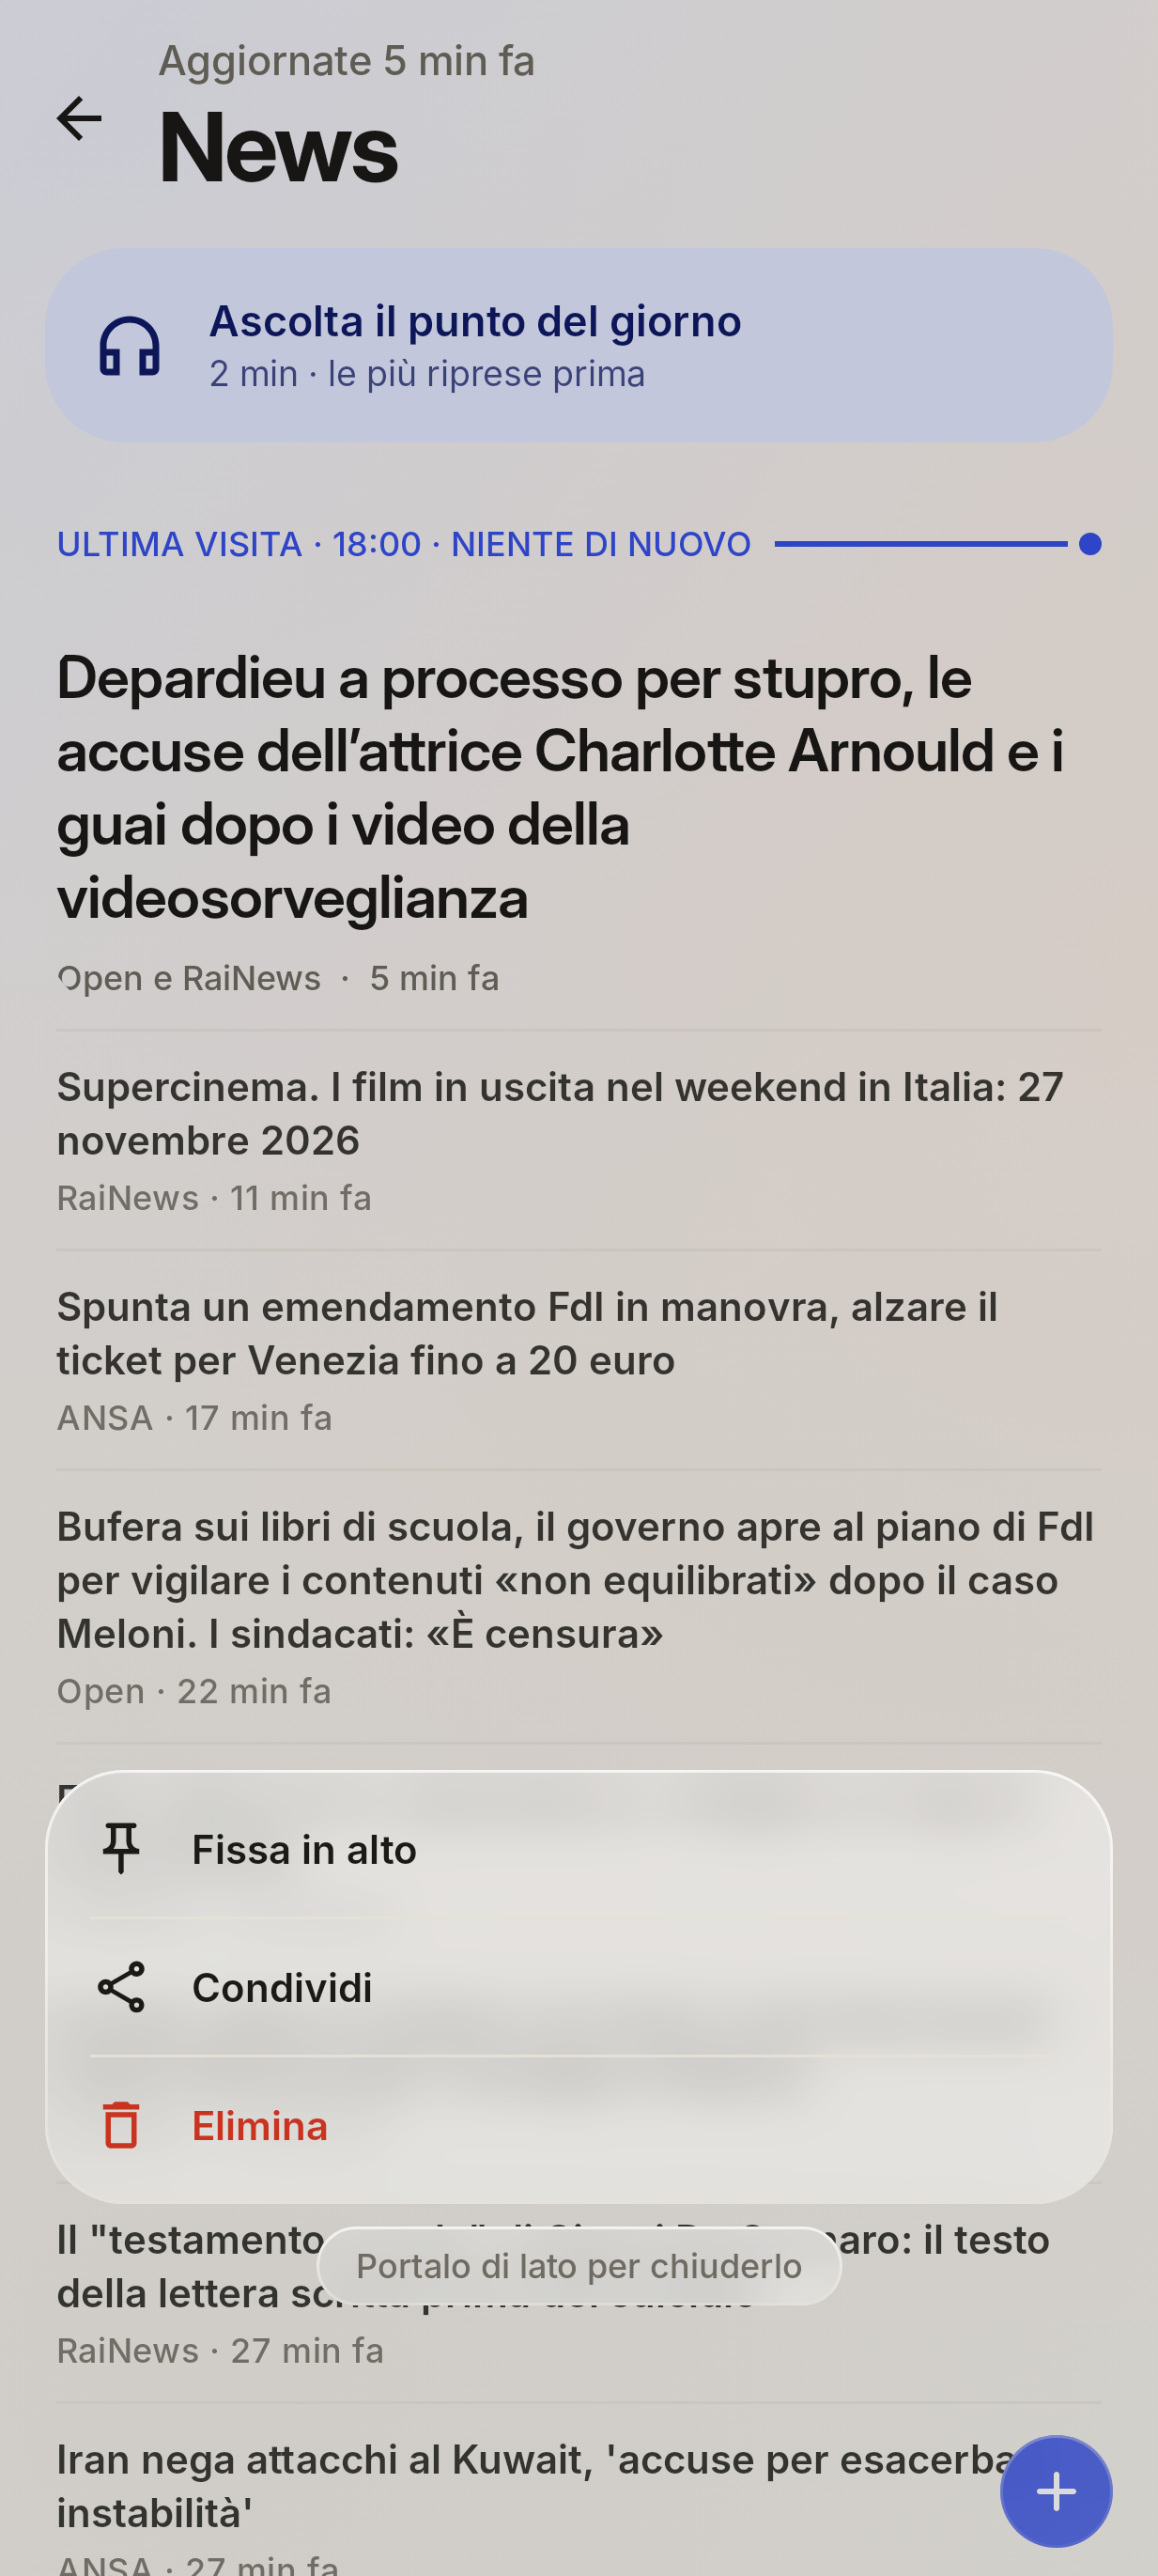 Aggiornate 5 min fa
News
Ascolta il punto del giorno
2 min · le più riprese prima
ULTIMA VISITA · 18:00 · NIENTE DI NUOVO
Depardieu a processo per stupro, le
accuse dell’attrice Charlotte Arnould e i
guai dopo i video della
videosorveglianza
Open e RaiNews · 5 min fa
Supercinema. I film in uscita nel weekend in Italia: 27
novembre 2026
RaiNews · 11 min fa
Spunta un emendamento FdI in manovra, alzare il
ticket per Venezia fino a 20 euro
ANSA · 17 min fa
Bufera sui libri di scuola, il governo apre al piano di FdI
per vigilare i contenuti «non equilibrati» dopo il caso
Meloni. I sindacati: «È censura»
Open · 22 min fa
Fissa in alto
Condividi
Elimina
Il "testamento il testo
Portalo di lato per chiuderlo
della lettera
RaiNews · 27 min fa
Iran nega attacchi al Kuwait, 'accuse per
instabilità'
ANSA · 27 min fa